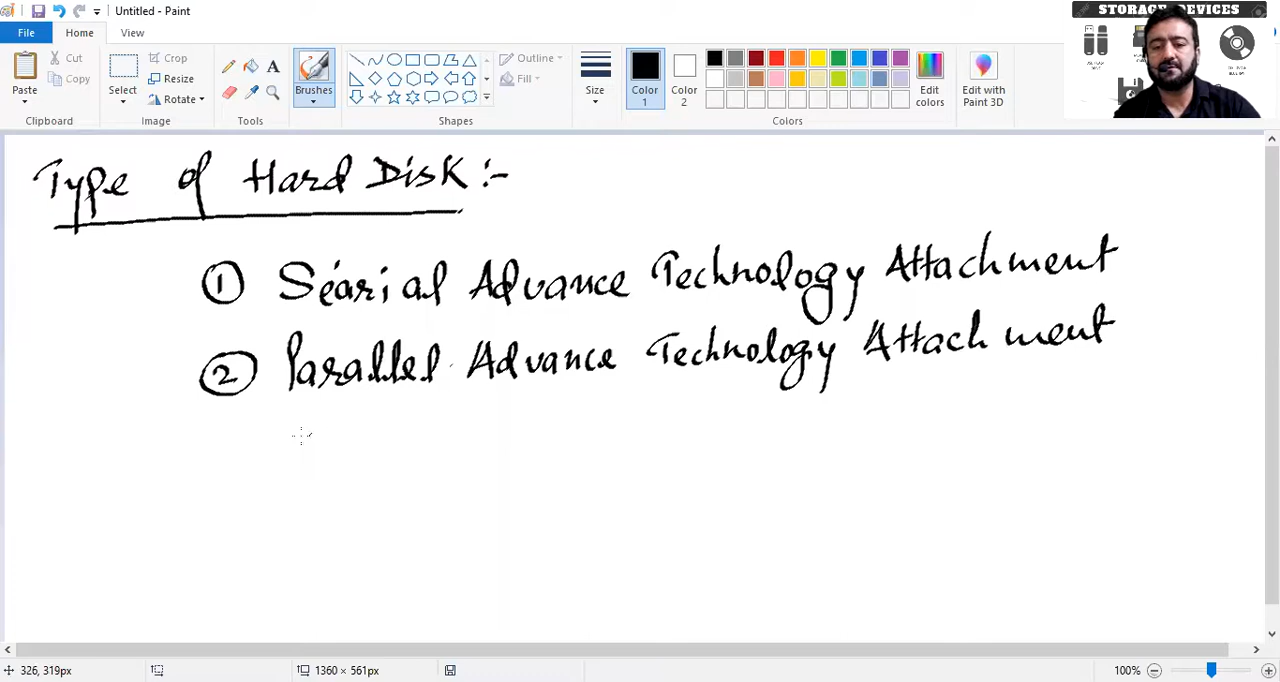 Untitled - Paint
File Home View
Paste Cut Copy Clipboard
Select Crop Resize Rotate Image
Tools
Brushes
Outline Fill Shapes
Size
Color 1 Color 2 Edit colors Colors
Edit with Paint 3D
STORAGE DEVICES
Type of Hard Disk :-
① Searial Advance Technology Attachment
② Parallel Advance Technology Attachment
326, 319px 1360 × 561px 100%